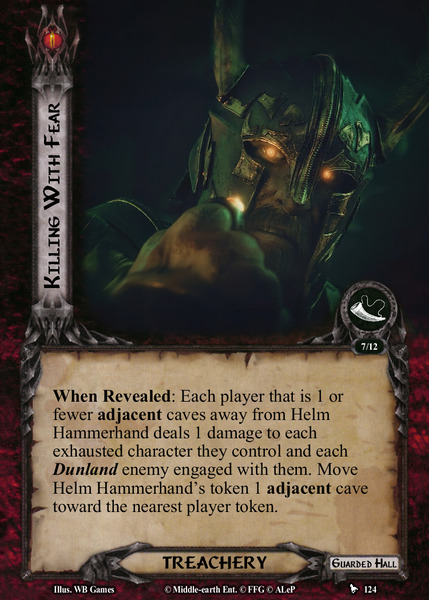 Killing With Fear
7/12
When Revealed: Each player that is 1 or
fewer adjacent caves away from Helm
Hammerhand deals 1 damage to each
exhausted character they control and each
Dunland enemy engaged with them. Move
Helm Hammerhand's token 1 adjacent cave
toward the nearest player token.
TREACHERY
Guarded Hall
Illus. WB Games
© Middle-earth Ent. © FFG © ALeP
124